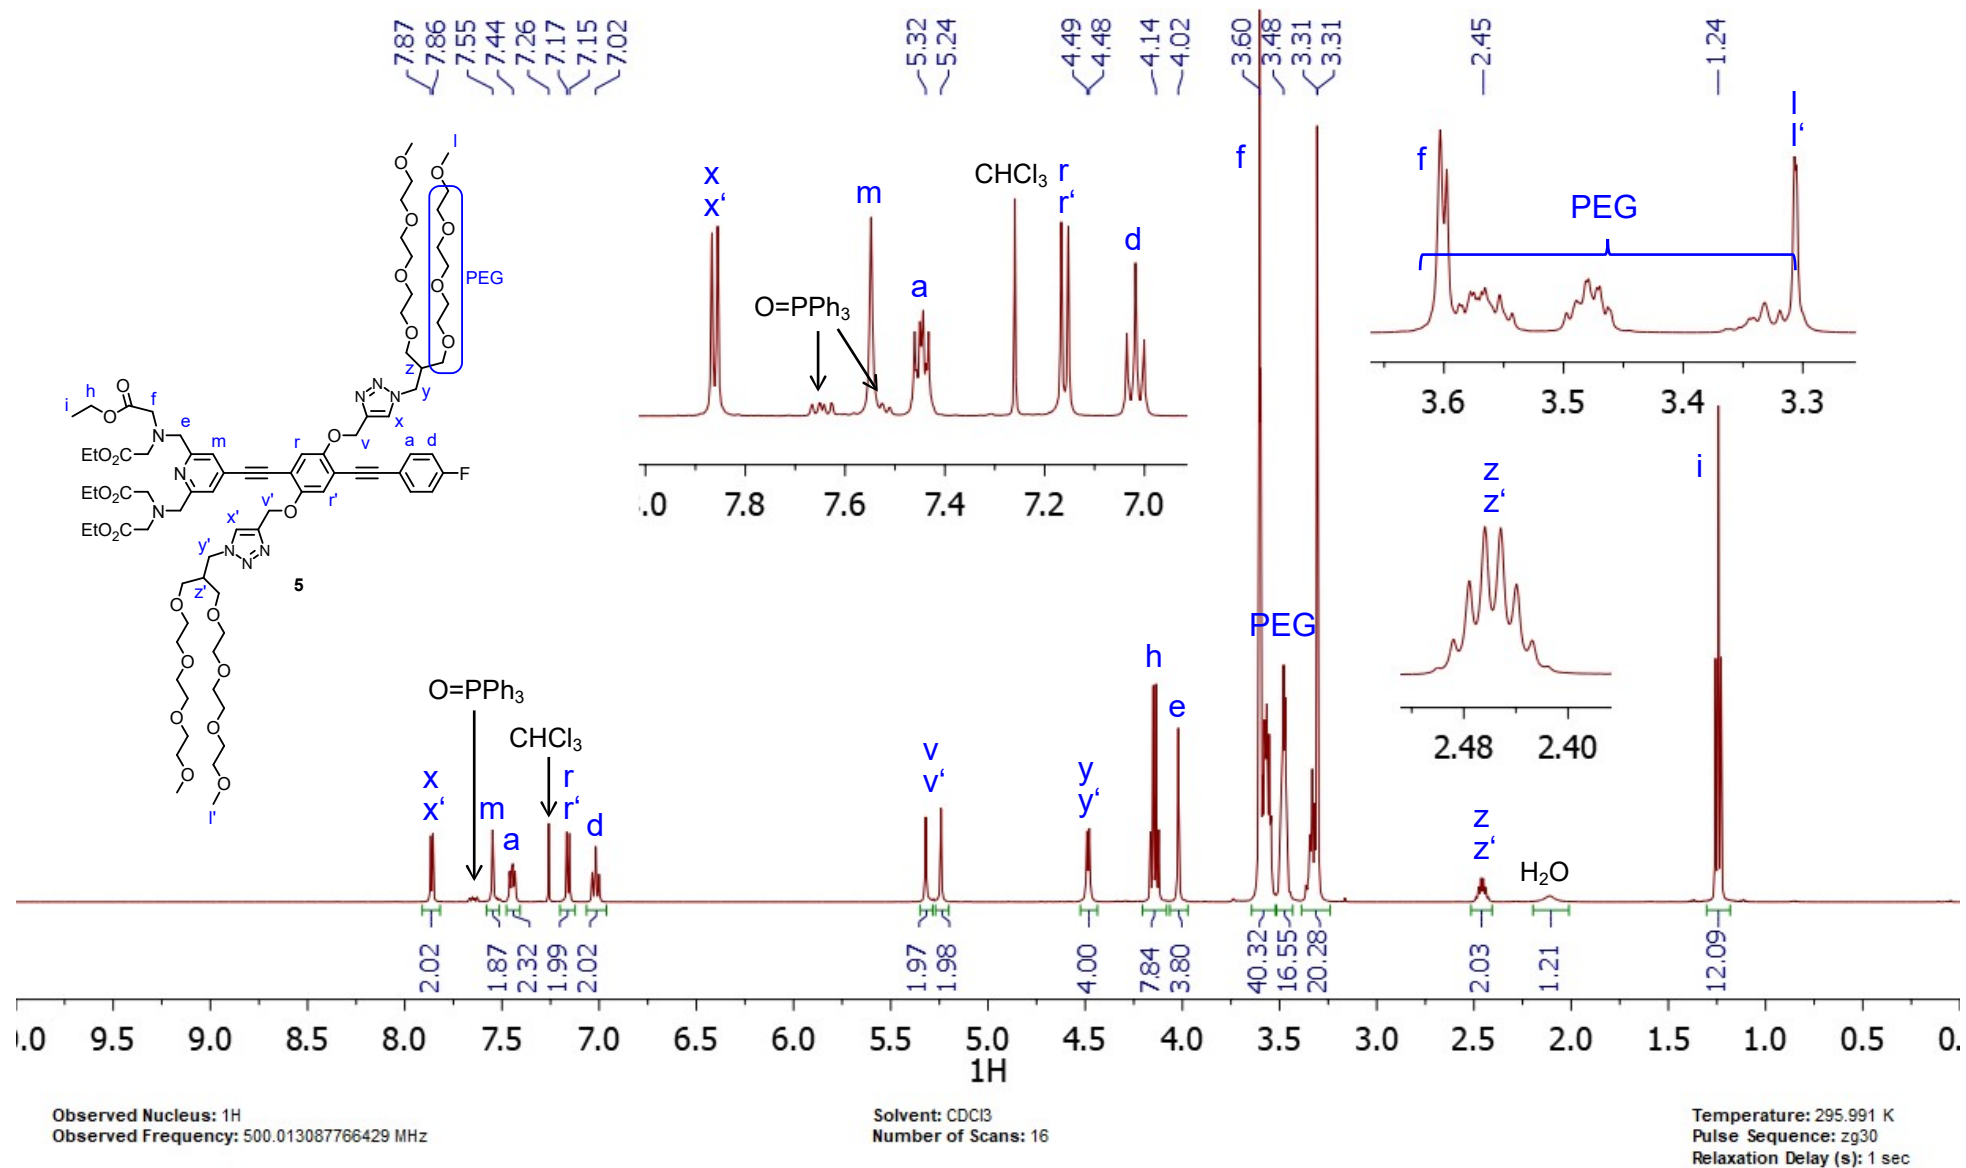 7.87
7.86
7.55
7.44
7.26
7.17
7.15
7.02
5.32
5.24
4.49
4.48
4.14
4.02
3.60
3.48
3.31
3.31
2.45
1.24
l
O
O
O
O
O
O
O
O
PEG
z
y
N
N
N
x
i
h
O
O
f
N
e
EtO2C
m
N
EtO2C
N
EtO2C
r
O
v
a
d
F
r'
v'
O
x'
N
N
N
y'
z'
5
O
O
O
O
O
O
O
O
l'
x
x‘
O=PPh3
m
a
CHCl3
r
r‘
d
.0
7.8
7.6
7.4
7.2
7.0
f
f
PEG
l
l‘
3.6
3.5
3.4
3.3
z
z‘
2.48
2.40
i
O=PPh3
CHCl3
x
x‘
m
a
r
r‘
d
v
v‘
y
y‘
h
e
PEG
z
z‘
H2O
2.02
1.87
2.32
1.99
2.02
1.97
1.98
4.00
7.84
3.80
40.32
16.55
20.28
2.03
1.21
12.09
.0
9.5
9.0
8.5
8.0
7.5
7.0
6.5
6.0
5.5
5.0
4.5
4.0
3.5
3.0
2.5
2.0
1.5
1.0
0.5
0.
1H
Observed Nucleus: 1H
Observed Frequency: 500.013087766429 MHz
Solvent: CDCl3
Number of Scans: 16
Temperature: 295.991 K
Pulse Sequence: zg30
Relaxation Delay (s): 1 sec